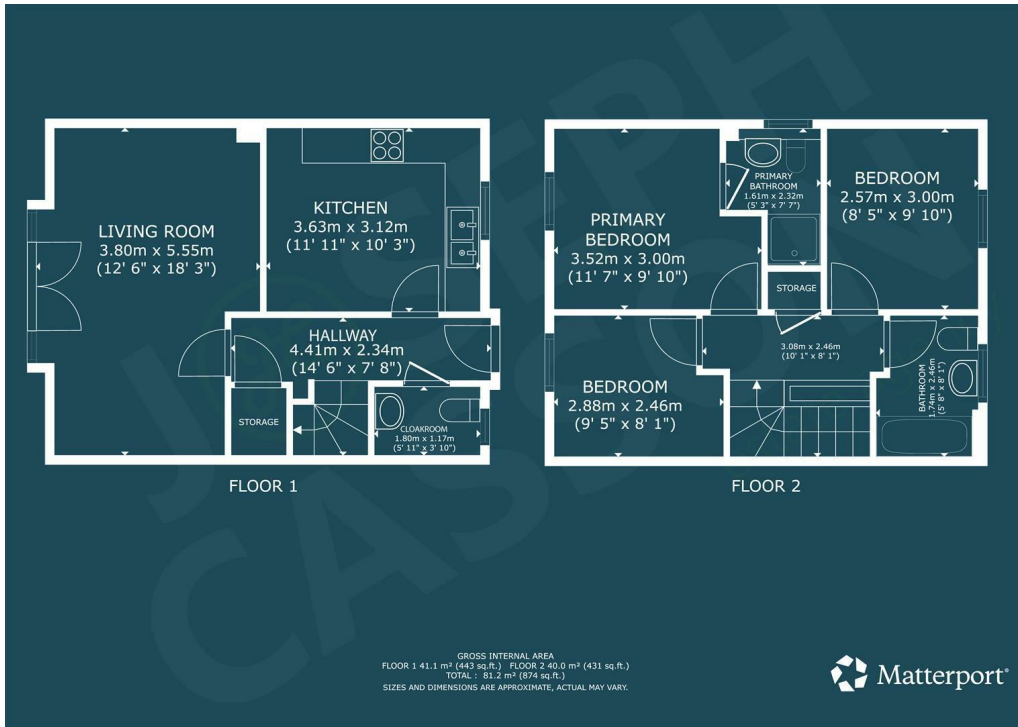 LIVING ROOM
3.80m x 5.55m
(12' 6" x 18' 3")
KITCHEN
3.63m x 3.12m
(11' 11" x 10' 3")
HALLWAY
4.41m x 2.34m
(14' 6" x 7' 8")
STORAGE
CLOAKROOM
1.80m x 1.17m
(5' 11" x 3' 10")
FLOOR 1
PRIMARY
BEDROOM
3.52m x 3.00m
(11' 7" x 9' 10")
PRIMARY
BATHROOM
1.61m x 2.32m
(5' 3" x 7' 7")
BEDROOM
2.57m x 3.00m
(8' 5" x 9' 10")
STORAGE
3.08m x 2.46m
(10' 1" x 8' 1")
BEDROOM
2.88m x 2.46m
(9' 5" x 8' 1")
BATHROOM
1.74m x 2.46m
(5' 8" x 8' 1")
FLOOR 2
JOSEPH
CASSON
GROSS INTERNAL AREA
FLOOR 1 41.1 m² (443 sq.ft.) FLOOR 2 40.0 m² (431 sq.ft.)
TOTAL : 81.2 m² (874 sq.ft.)
SIZES AND DIMENSIONS ARE APPROXIMATE, ACTUAL MAY VARY.
Matterport®